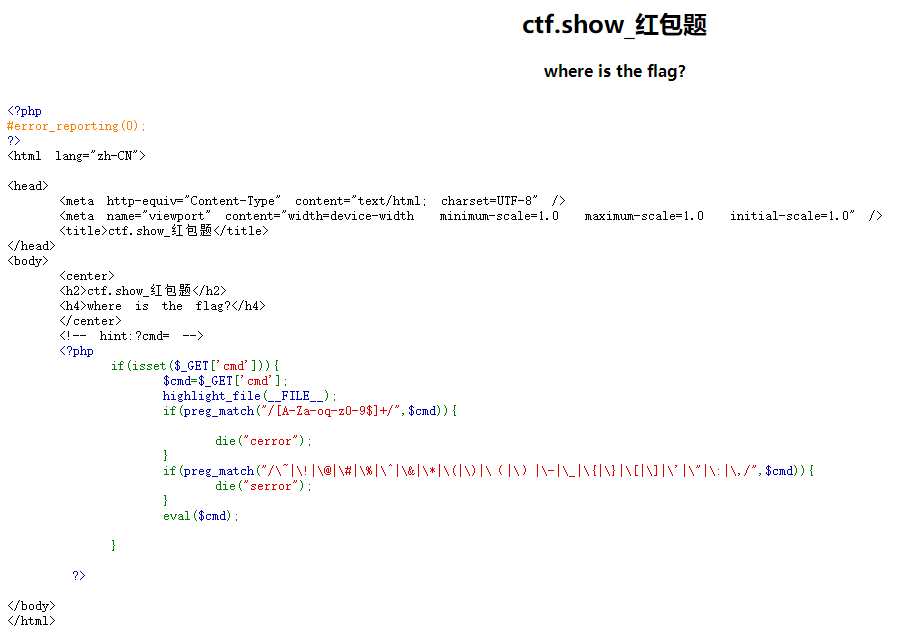 ctf.show_红包题
where is the flag?
<?php
#error_reporting(0);
?>
<html lang="zh-CN">
<head>
<meta http-equiv="Content-Type" content="text/html; charset=UTF-8" />
<meta name="viewport" content="width=device-width minimum-scale=1.0 maximum-scale=1.0 initial-scale=1.0" />
<title>ctf.show_红包题</title>
</head>
<body>
<center>
<h2>ctf.show_红包题</h2>
<h4>where is the flag?</h4>
</center>
<!-- hint:?cmd= -->
<?php
if(isset($_GET['cmd'])){
$cmd=$_GET['cmd'];
highlight_file(__FILE__);
if(preg_match("/[A-Za-oq-z0-9$]+/",$cmd)){
die("cerror");
}
if(preg_match("/\~|\!|\@|\#|\%|\^|\&|\*|\(|\)|\（|\）|\-|\_|\{|\}|\[|\]|\'|\"|\:|\,/",$cmd)){
die("serror");
}
eval($cmd);
}
?>
</body>
</html>